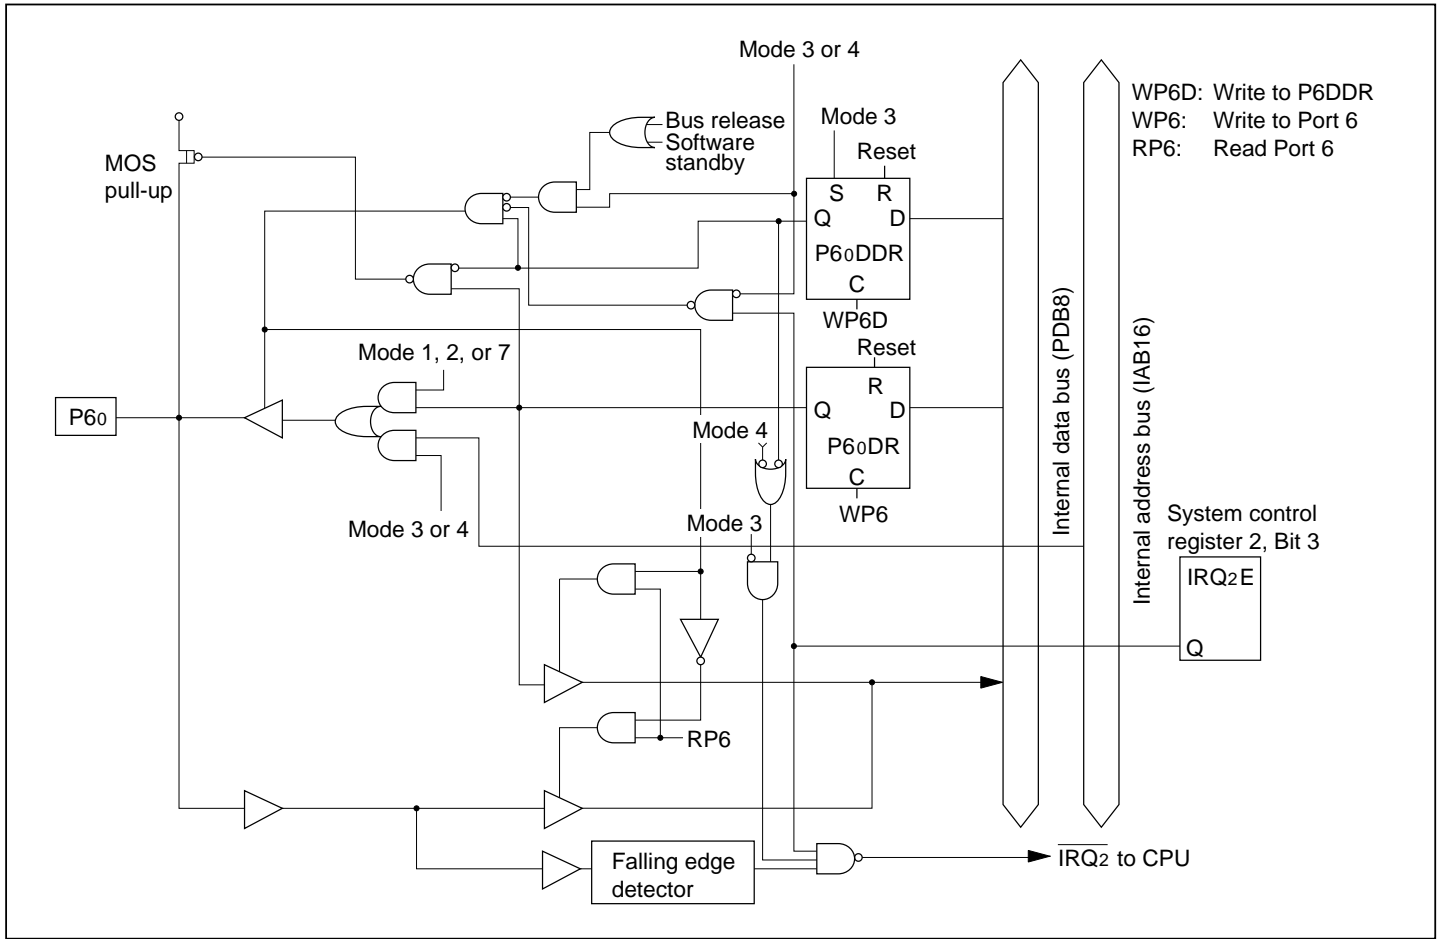 Mode 3 or 4
WP6D: Write to P6DDR
WP6: Write to Port 6
RP6: Read Port 6
Bus release
Software
standby
Mode 3
Reset
MOS
pull-up
S R
Q D
P60DDR
C
WP6D
Reset
Mode 1, 2, or 7
R
P60
Q D
Mode 4
P60DR
C
WP6
Mode 3 or 4
Mode 3
Internal data bus (PDB8)
Internal address bus (IAB16)
System control
register 2, Bit 3
IRQ2E
Q
RP6
Falling edge
detector
IRQ2 to CPU